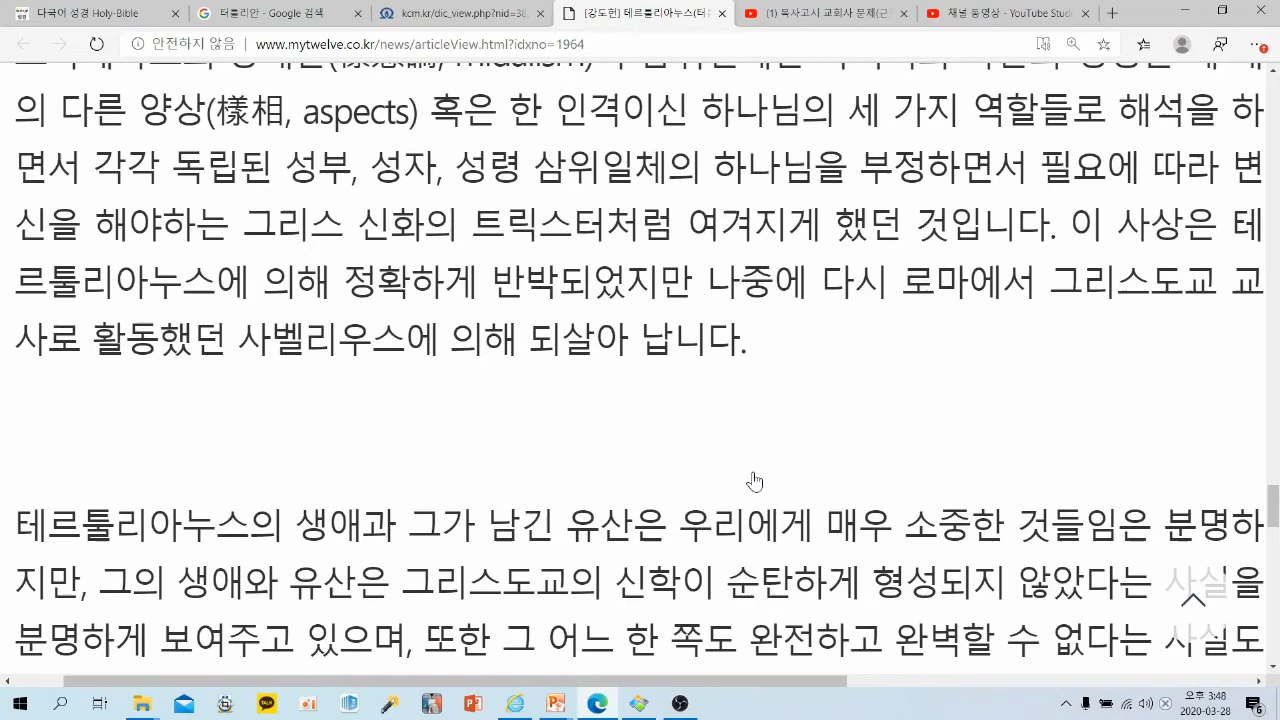 다국어 성경 Holy-Bible
터툴리안 - Google 검색
kcm.kr/dic_view.php?nid=38
[강도헌] 테르툴리아누스(터
(1) 목사고시 교회사 문제(근
채널 동영상 - YouTube Stud
안전하지 않음 www.mytwelve.co.kr/news/articleView.html?idxno=1964
의 다른 양상(樣相, aspects) 혹은 한 인격이신 하나님의 세 가지 역할들로 해석을 하
면서 각각 독립된 성부, 성자, 성령 삼위일체의 하나님을 부정하면서 필요에 따라 변
신을 해야하는 그리스 신화의 트릭스터처럼 여겨지게 했던 것입니다. 이 사상은 테
르툴리아누스에 의해 정확하게 반박되었지만 나중에 다시 로마에서 그리스도교 교
사로 활동했던 사벨리우스에 의해 되살아 납니다.
테르툴리아누스의 생애과 그가 남긴 유산은 우리에게 매우 소중한 것들임은 분명하
지만, 그의 생애와 유산은 그리스도교의 신학이 순탄하게 형성되지 않았다는 사실을
분명하게 보여주고 있으며, 또한 그 어느 한 쪽도 완전하고 완벽할 수 없다는 사실도
TALK
오후 3:48
2020-03-28
6